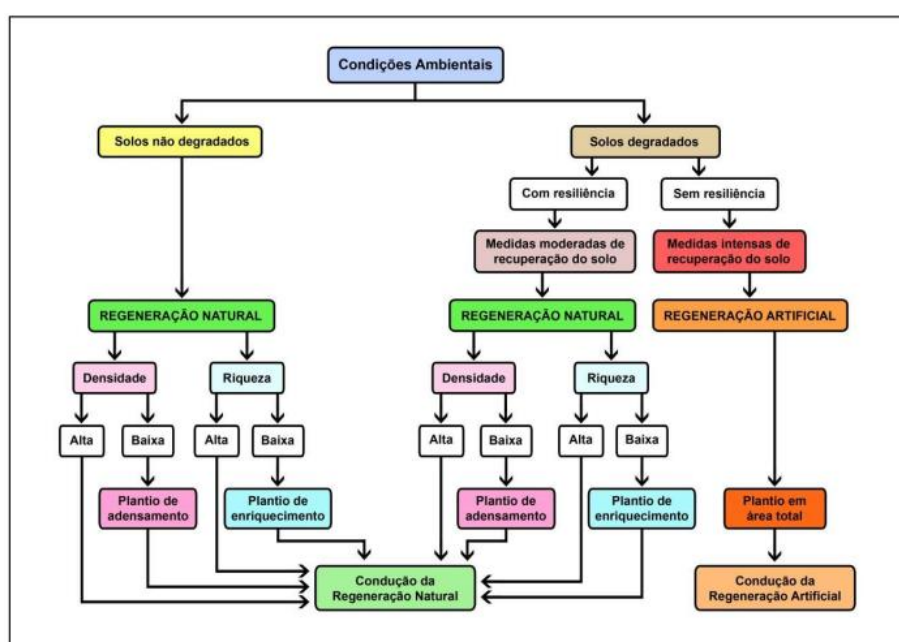 Condições Ambientais
Solos não degradados
Solos degradados
Com resiliência
Sem resiliência
Medidas moderadas de
recuperação do solo
Medidas intensas de
recuperação do solo
REGENERAÇÃO NATURAL
REGENERAÇÃO NATURAL
REGENERAÇÃO ARTIFICIAL
Densidade
Riqueza
Densidade
Riqueza
Alta
Baixa
Alta
Baixa
Alta
Baixa
Alta
Baixa
Plantio de
adensamento
Plantio de
enriquecimento
Plantio de
adensamento
Plantio de
enriquecimento
Plantio em
área total
Condução da
Regeneração Natural
Condução da
Regeneração Artificial